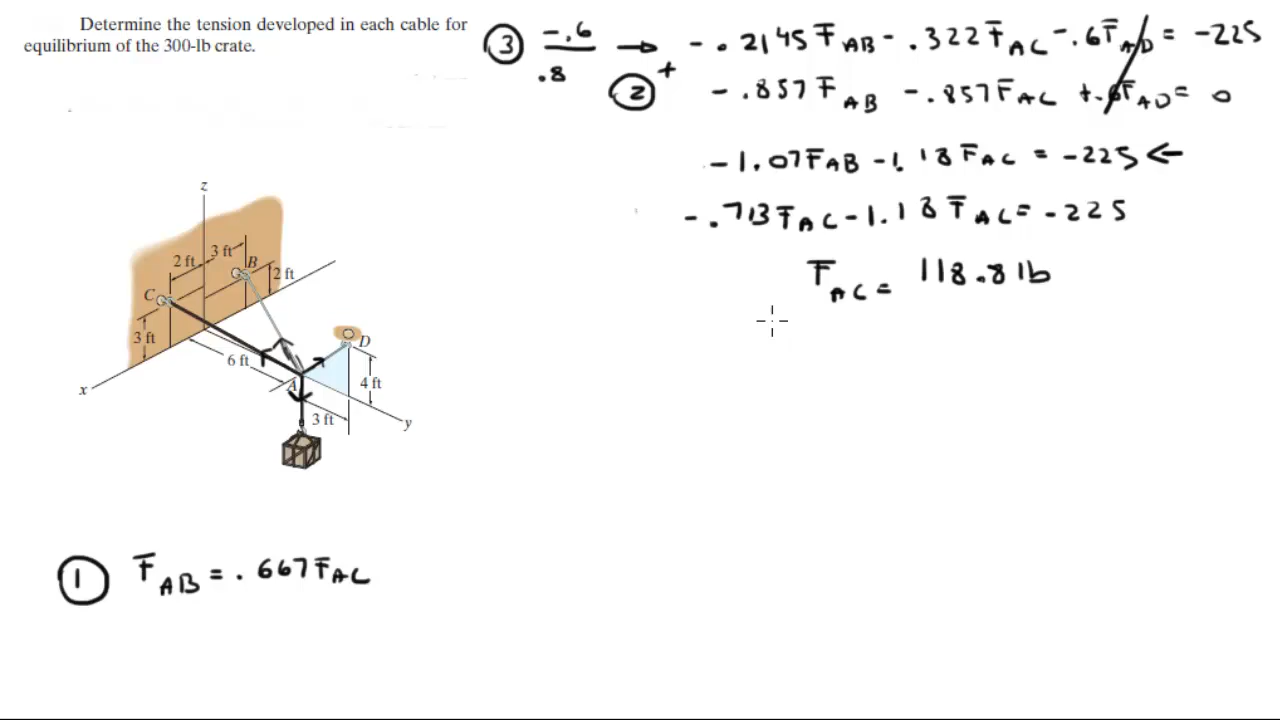 Determine the tension developed in each cable for
equilibrium of the 300-lb crate.
③ -.6/.8 → -.2145 F_AB - .322 F_AC - .6F_AD = -225
② + -.857 F_AB - .857 F_AC + .6F_AD = 0
-1.07 F_AB - 1.18 F_AC = -225 ←
-.713 F_AC - 1.18 F_AC = -225
F_AC = 118.8 lb
z
3 ft
2 ft
B
2 ft
C
3 ft
D
6 ft
A
4 ft
x
3 ft
y
① F_AB = .667 F_AC